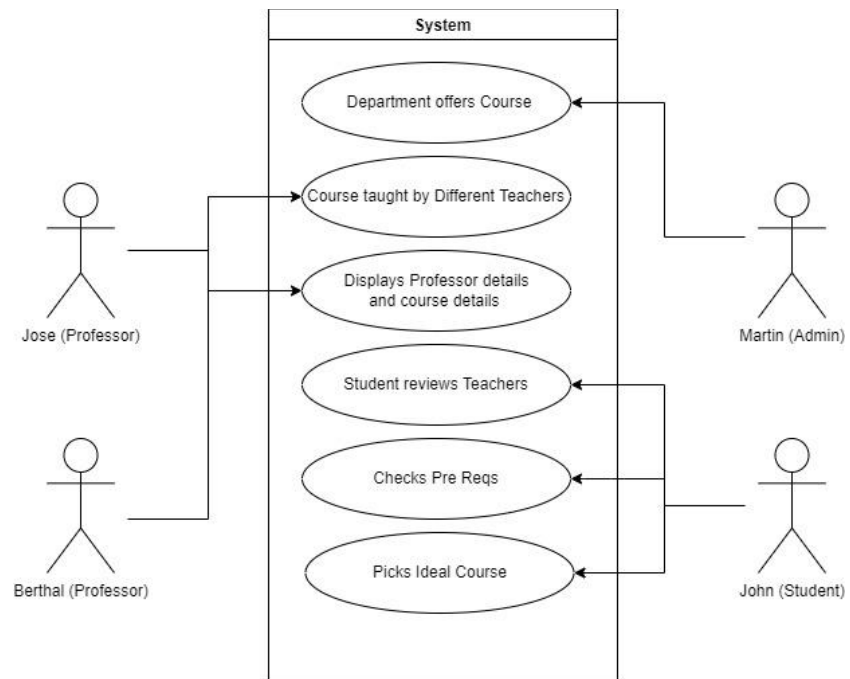 System
Department offers Course
Course taught by Different Teachers
Displays Professor details
and course details
Jose (Professor)
Martin (Admin)
Student reviews Teachers
Checks Pre Reqs
Picks Ideal Course
Berthal (Professor)
John (Student)